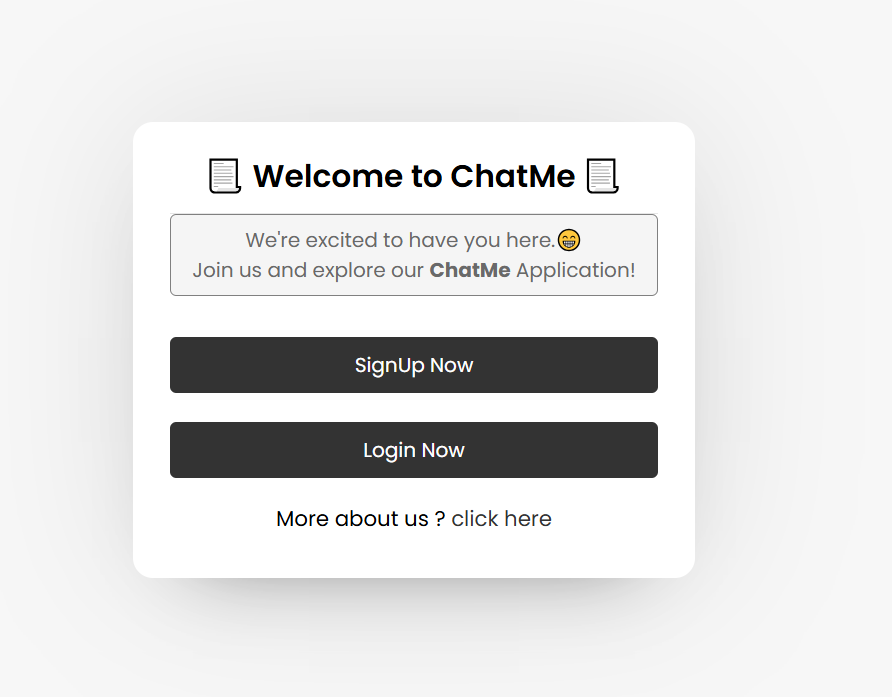 📃 Welcome to ChatMe 📃
We're excited to have you here.😁
Join us and explore our ChatMe Application!
SignUp Now
Login Now
More about us ? click here